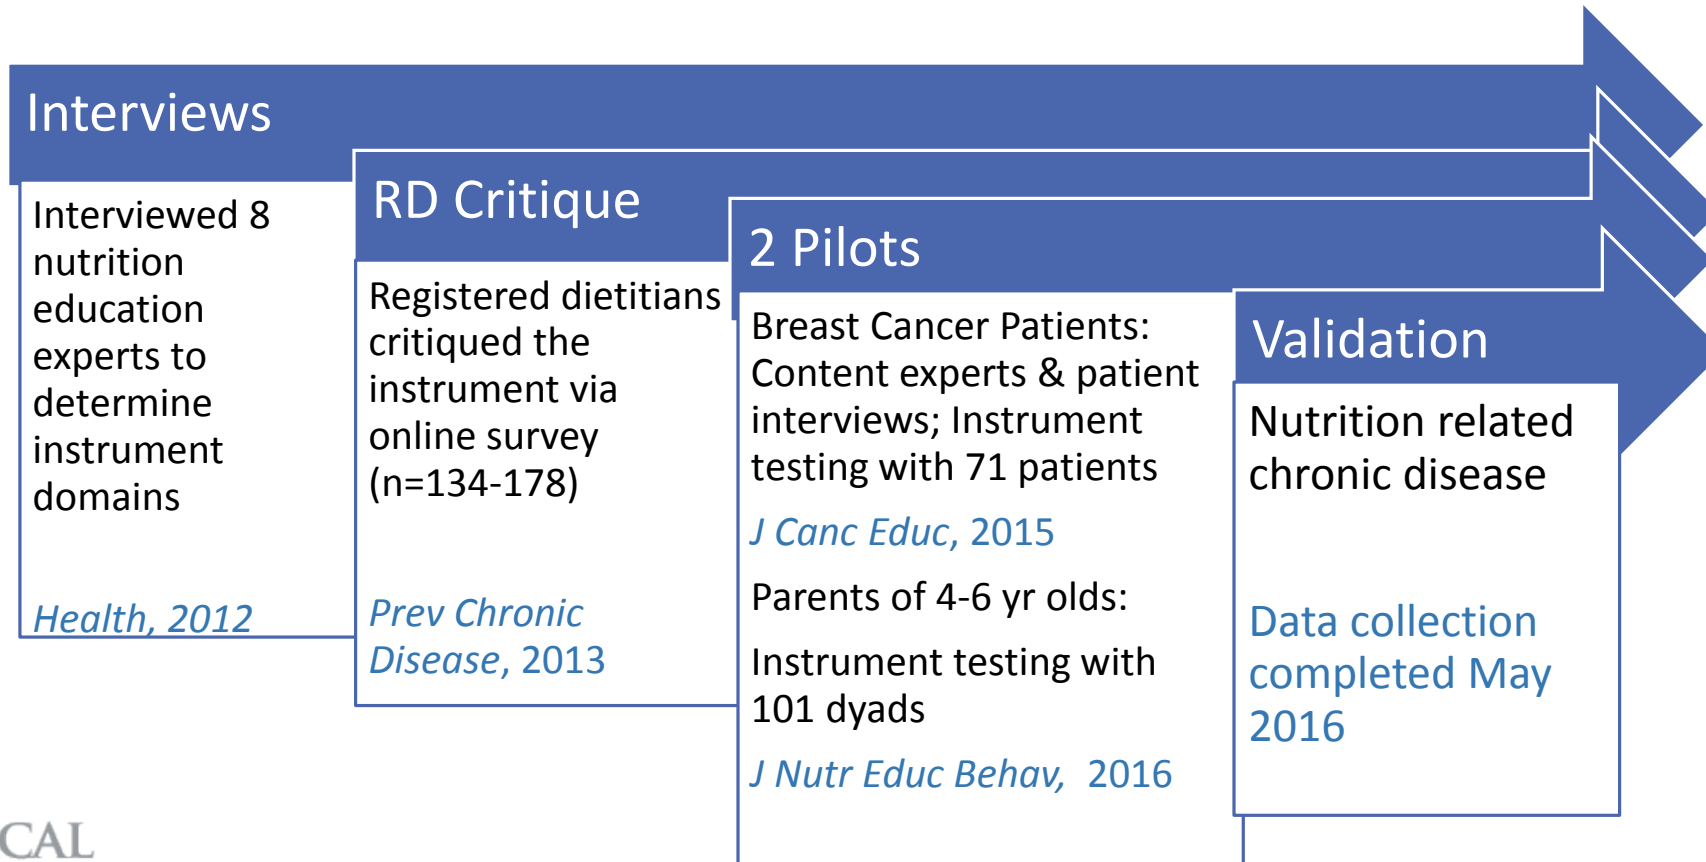 Interviews
Interviewed 8
nutrition
education
experts to
determine
instrument
domains
Health, 2012
RD Critique
Registered dietitians
critiqued the
instrument via
online survey
(n=134-178)
Prev Chronic
Disease, 2013
2 Pilots
Breast Cancer Patients:
Content experts & patient
interviews; Instrument
testing with 71 patients
J Canc Educ, 2015
Parents of 4-6 yr olds:
Instrument testing with
101 dyads
J Nutr Educ Behav, 2016
Validation
Nutrition related
chronic disease
Data collection
completed May
2016
CAL